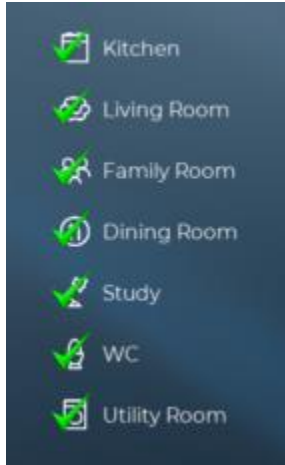 Kitchen
Living Room
Family Room
Dining Room
Study
WC
Utility Room